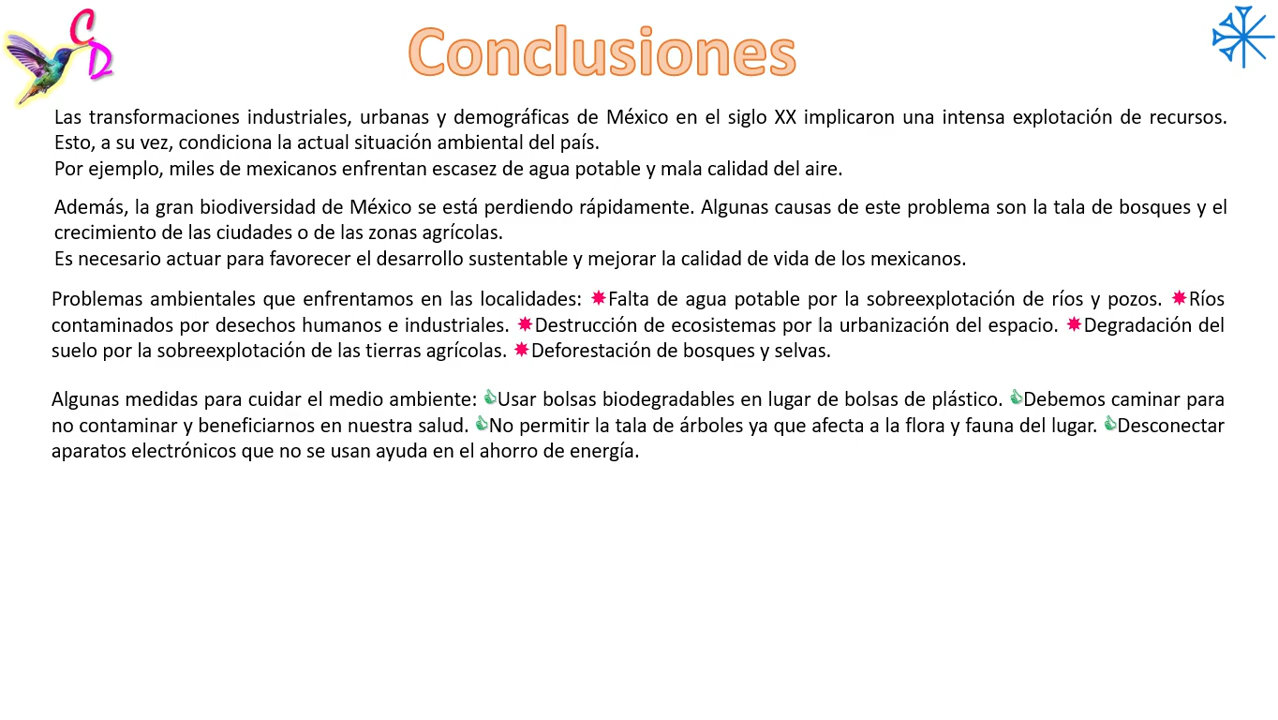 C
D
Conclusiones
Las transformaciones industriales, urbanas y demográficas de México en el siglo XX implicaron una intensa explotación de recursos.
Esto, a su vez, condiciona la actual situación ambiental del país.
Por ejemplo, miles de mexicanos enfrentan escasez de agua potable y mala calidad del aire.
Además, la gran biodiversidad de México se está perdiendo rápidamente. Algunas causas de este problema son la tala de bosques y el
crecimiento de las ciudades o de las zonas agrícolas.
Es necesario actuar para favorecer el desarrollo sustentable y mejorar la calidad de vida de los mexicanos.
Problemas ambientales que enfrentamos en las localidades: ✸Falta de agua potable por la sobreexplotación de ríos y pozos. ✸Ríos
contaminados por desechos humanos e industriales. ✸Destrucción de ecosistemas por la urbanización del espacio. ✸Degradación del
suelo por la sobreexplotación de las tierras agrícolas. ✸Deforestación de bosques y selvas.
Algunas medidas para cuidar el medio ambiente: 👍Usar bolsas biodegradables en lugar de bolsas de plástico. 👍Debemos caminar para
no contaminar y beneficiarnos en nuestra salud. 👍No permitir la tala de árboles ya que afecta a la flora y fauna del lugar. 👍Desconectar
aparatos electrónicos que no se usan ayuda en el ahorro de energía.